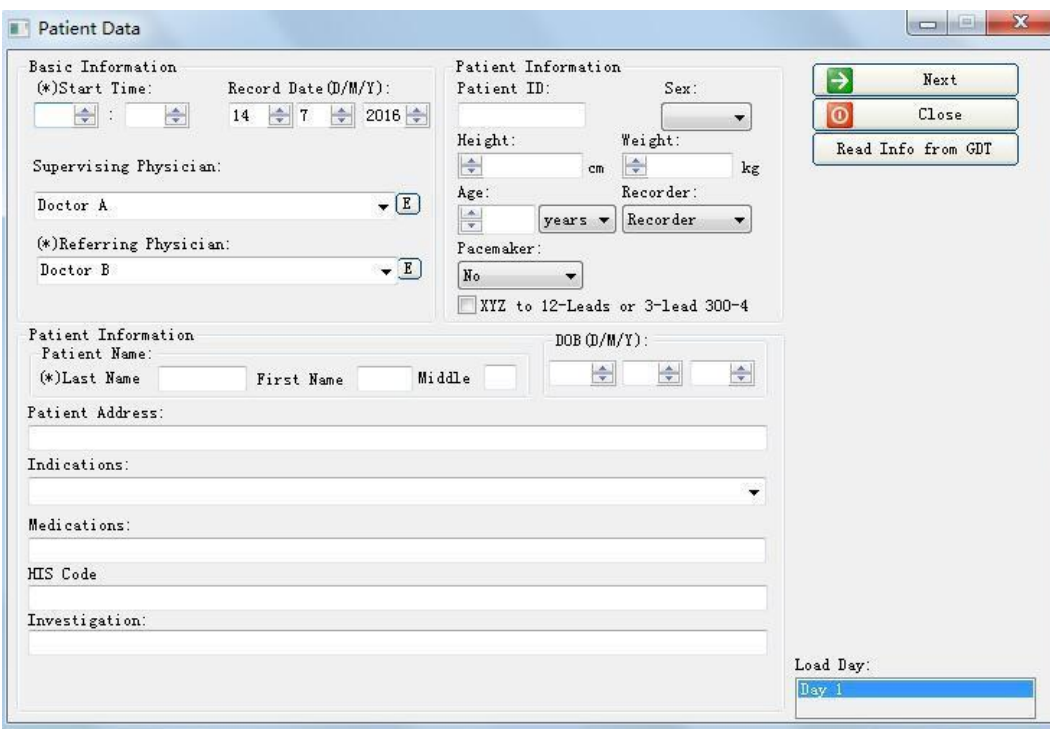 Patient Data
Basic Information
(*)Start Time: Record Date(D/M/Y):
: 14 7 2016
Supervising Physician:
Doctor A E
(*)Referring Physician:
Doctor B E
Patient Information
Patient ID: Sex:
Height: Weight:
cm kg
Age: Recorder:
years Recorder
Pacemaker:
No
XYZ to 12-Leads or 3-lead 300-4
Next
Close
Read Info from GDT
Patient Information
Patient Name:
(*)Last Name First Name Middle
DOB(D/M/Y):
Patient Address:
Indications:
Medications:
HIS Code
Investigation:
Load Day:
Day 1